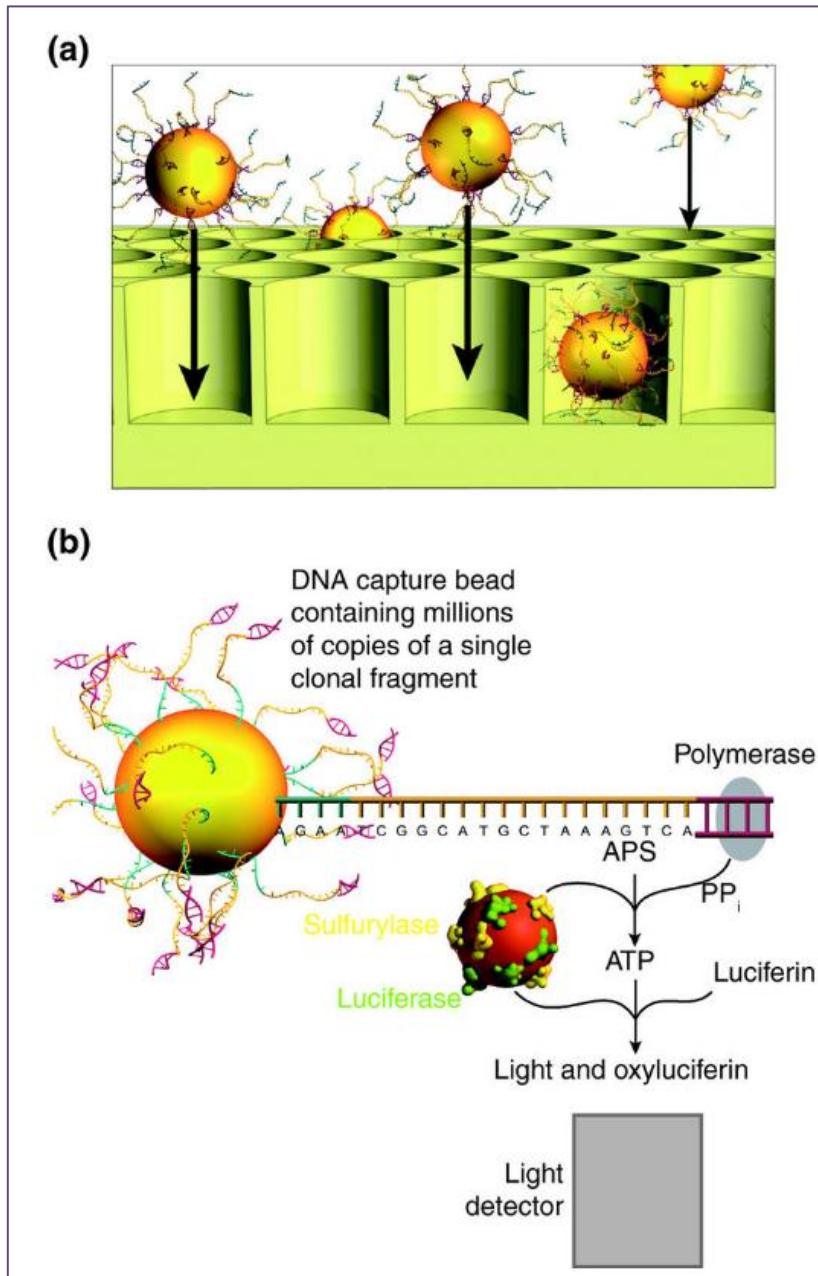 (a)
(b)
DNA capture bead
containing millions
of copies of a single
clonal fragment
Polymerase
A G A A T C G G C A T G C T A A A G T C A
APS
PPi
Sulfurylase
ATP
Luciferin
Luciferase
Light and oxyluciferin
Light
detector